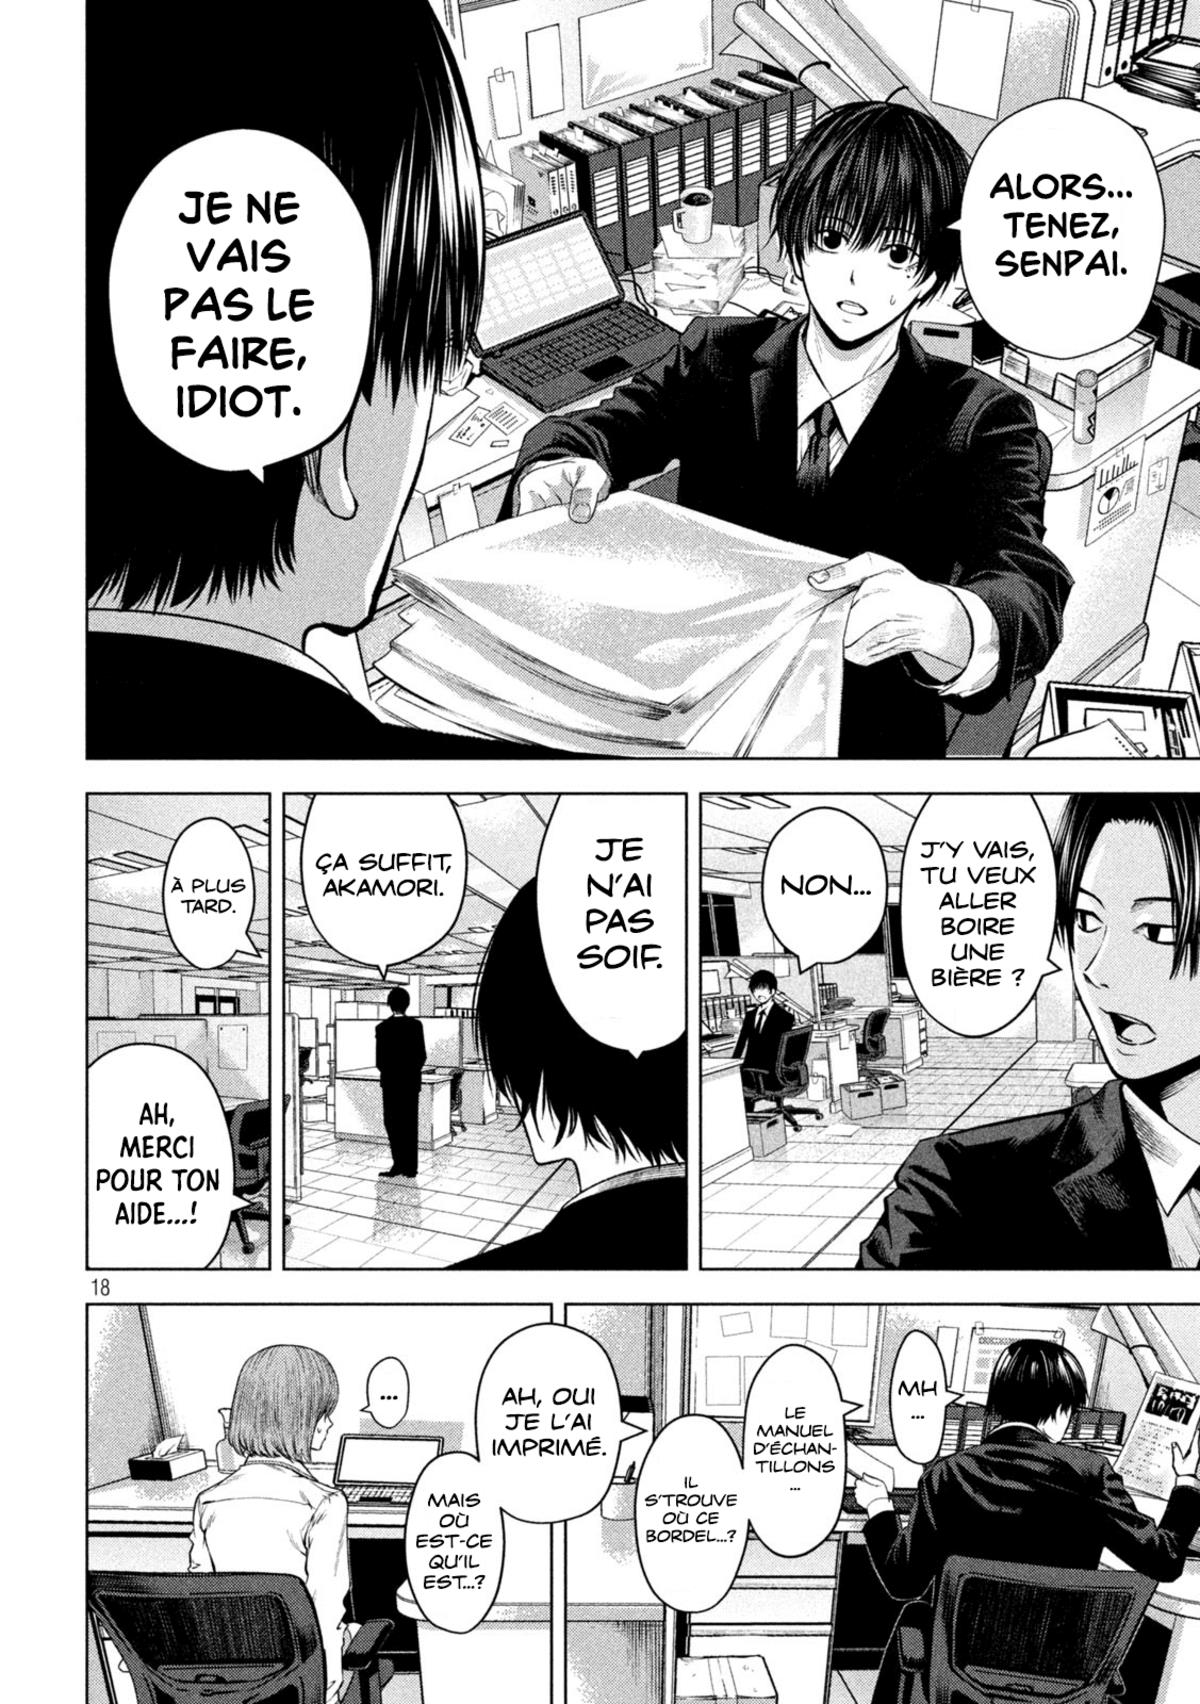 ALORS...
TENEZ,
SENPAI.
JE NE
VAIS
PAS LE
FAIRE,
IDIOT.
J'Y VAIS,
TU VEUX
ALLER
BOIRE
UNE
BIÈRE ?
NON...
JE
N'AI
PAS
SOIF.
ÇA SUFFIT,
AKAMORI.
À PLUS
TARD.
AH,
MERCI
POUR TON
AIDE...!
18
MH
...
LE
MANUEL
D'ÉCHAN-
TILLONS
...
IL
S'TROUVE
OÙ CE
BORDEL...?
AH, OUI
JE L'AI
IMPRIMÉ.
MAIS
OÙ
EST-CE
QU'IL
EST...?
...